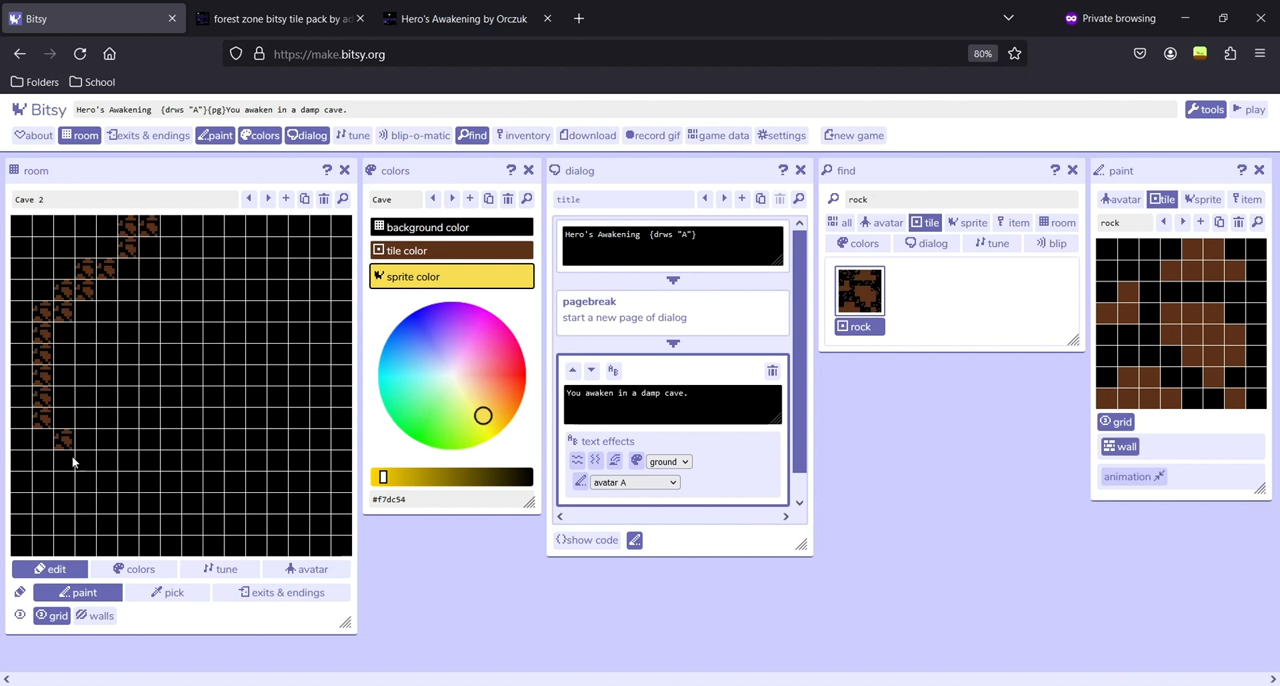 Bitsy
forest zone bitsy tile pack by ad
Hero's Awakening by Orczuk
Private browsing
https://make.bitsy.org
80%
Folders
School
Bitsy
Hero's Awakening {drws "A"}{pg}You awaken in a damp cave.
tools
play
about
room
exits & endings
paint
colors
dialog
tune
blip-o-matic
find
inventory
download
record gif
game data
settings
new game
room
?
Cave 2
edit
colors
tune
avatar
paint
pick
exits & endings
grid
walls
colors
?
Cave
background color
tile color
sprite color
#f7dc54
dialog
?
title
Hero's Awakening {drws "A"}
pagebreak
start a new page of dialog
You awaken in a damp cave.
text effects
ground
avatar A
show code
find
?
rock
all
avatar
tile
sprite
item
room
colors
dialog
tune
blip
rock
paint
?
avatar
tile
sprite
item
rock
grid
wall
animation